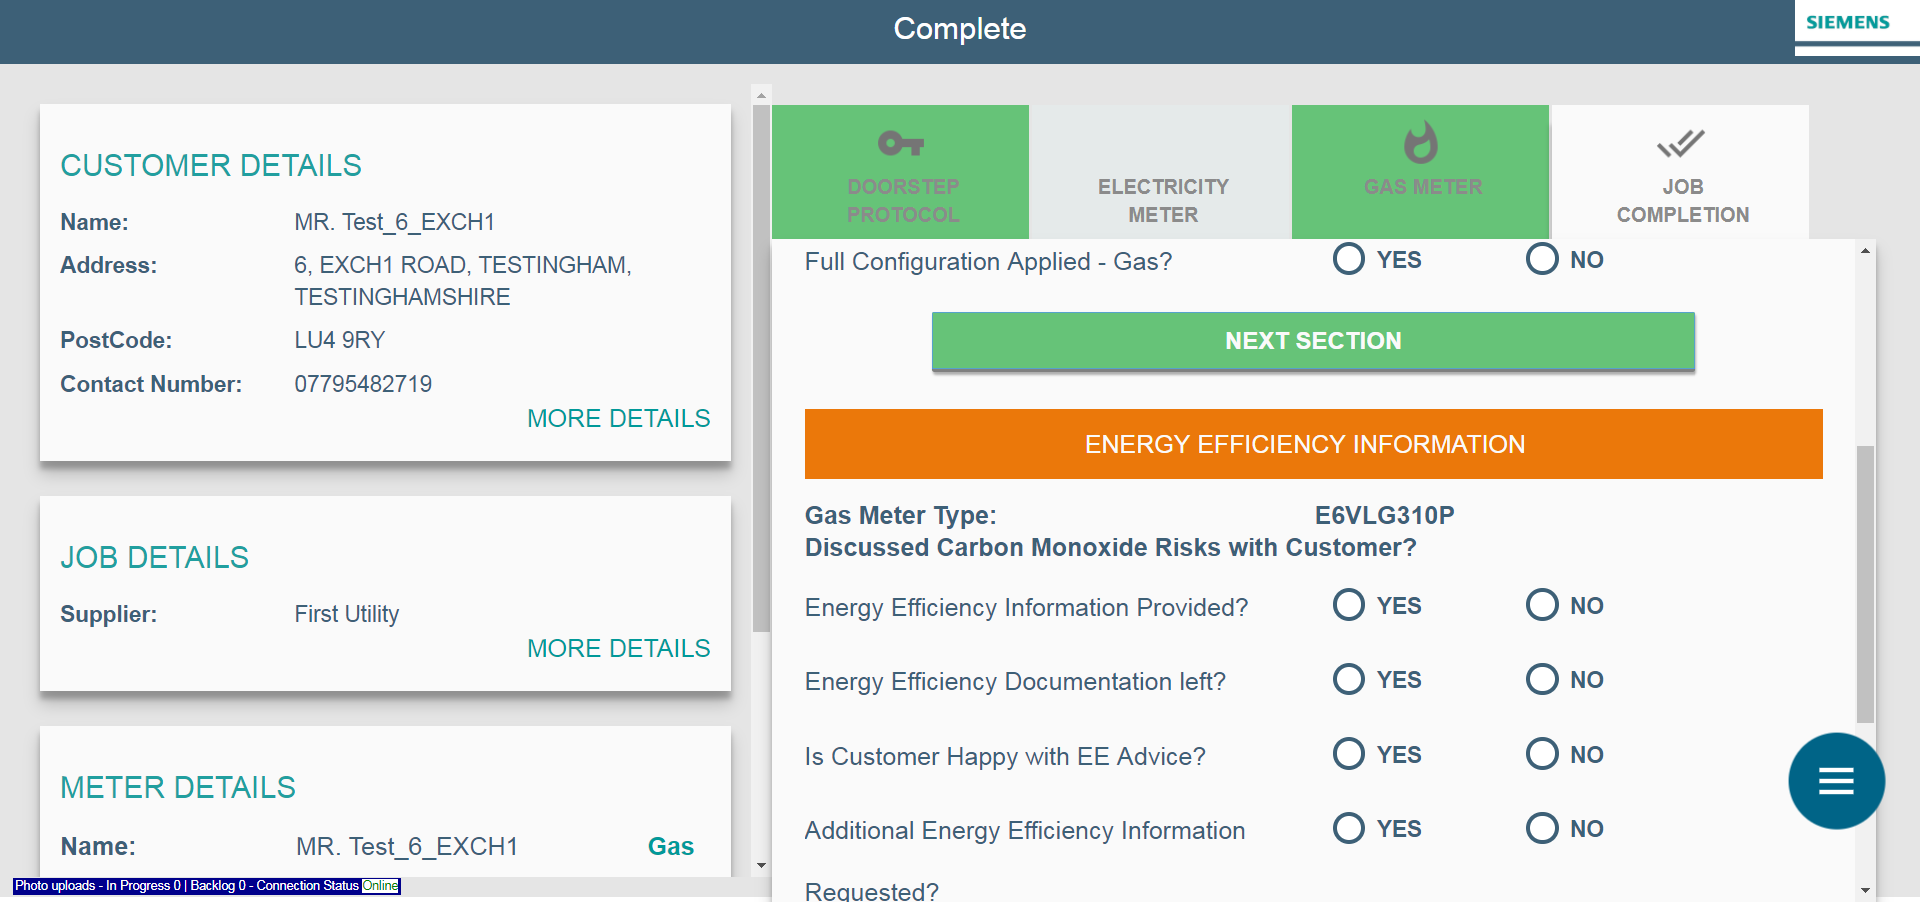 Complete
SIEMENS
CUSTOMER DETAILS
Name: MR. Test_6_EXCH1
Address: 6, EXCH1 ROAD, TESTINGHAM,
TESTINGHAMSHIRE
PostCode: LU4 9RY
Contact Number: 07795482719
MORE DETAILS
JOB DETAILS
Supplier: First Utility
MORE DETAILS
METER DETAILS
Name: MR. Test_6_EXCH1 Gas
Photo uploads - In Progress 0 | Backlog 0 - Connection Status Online
DOORSTEP
PROTOCOL
ELECTRICITY
METER
GAS METER
JOB
COMPLETION
Full Configuration Applied - Gas? YES NO
NEXT SECTION
ENERGY EFFICIENCY INFORMATION
Gas Meter Type: E6VLG310P
Discussed Carbon Monoxide Risks with Customer?
Energy Efficiency Information Provided? YES NO
Energy Efficiency Documentation left? YES NO
Is Customer Happy with EE Advice? YES NO
Additional Energy Efficiency Information YES NO
Requested?